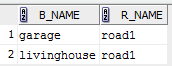 B_NAME R_NAME
1 garage road1
2 livinghouse road1